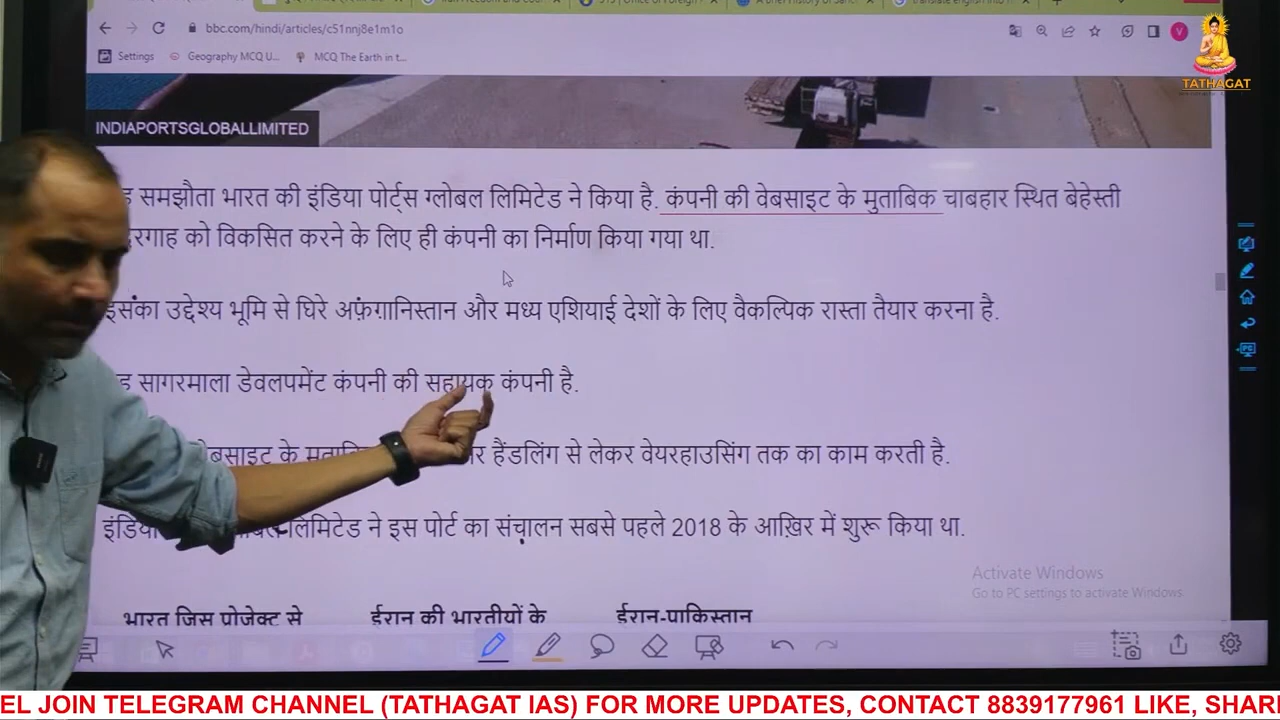 bbc.com/hindi/articles/c51nnj8e1m1o
V
Settings
Geography MCQ U...
MCQ The Earth in t...
TATHAGAT
INDIAPORTSGLOBALLIMITED
समझौता भारत की इंडिया पोर्ट्स ग्लोबल लिमिटेड ने किया है. कंपनी की वेबसाइट के मुताबिक चाबहार स्थित बेहेस्ती
को विकसित करने के लिए ही कंपनी का निर्माण किया गया था.
इसका उद्देश्य भूमि से घिरे अफ़ग़ानिस्तान और मध्य एशियाई देशों के लिए वैकल्पिक रास्ता तैयार करना है.
सागरमाला डेवलपमेंट कंपनी की सहायक कंपनी है.
के हैंडलिंग से लेकर वेयरहाउसिंग तक का काम करती है.
लिमिटेड ने इस पोर्ट का संचालन सबसे पहले 2018 के आख़िर में शुरू किया था.
Activate Windows
Go to PC settings to activate Windows.
भारत जिस प्रोजेक्ट से ईरान की भारतीयों के ईरान-पाकिस्तान
EL JOIN TELEGRAM CHANNEL (TATHAGAT IAS) FOR MORE UPDATES, CONTACT 8839177961 LIKE, SHARI